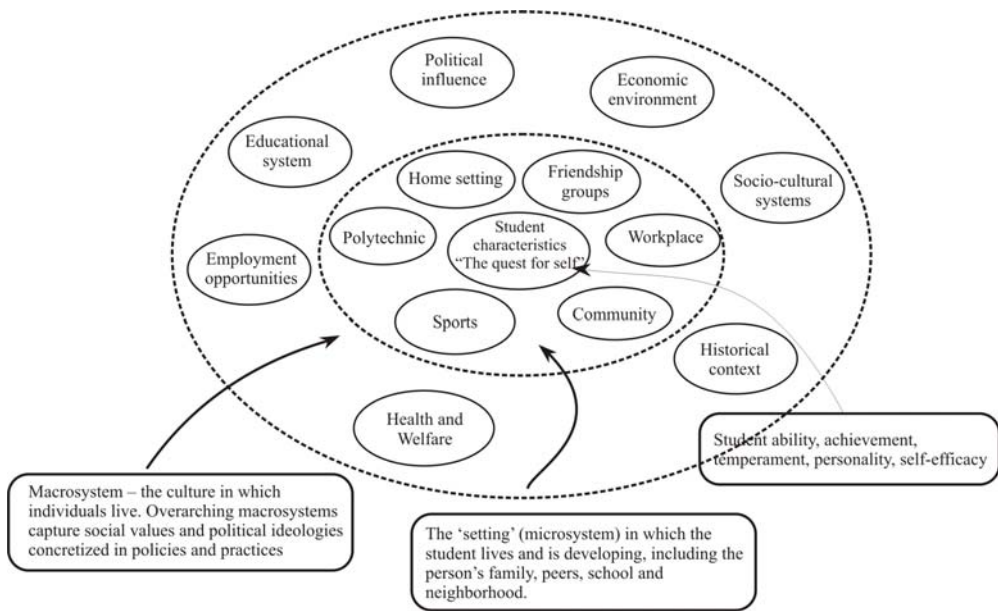 Political
influence
Economic
environment
Educational
system
Home setting
Friendship
groups
Socio-cultural
systems
Polytechnic
Student
characteristics
“The quest for self”
Workplace
Employment
opportunities
Sports
Community
Historical
context
Health and
Welfare
Student ability, achievement,
temperament, personality, self-efficacy
Macrosystem – the culture in which
individuals live. Overarching macrosystems
capture social values and political ideologies
concretized in policies and practices
The ‘setting’ (microsystem) in which the
student lives and is developing, including the
person’s family, peers, school and
neighborhood.